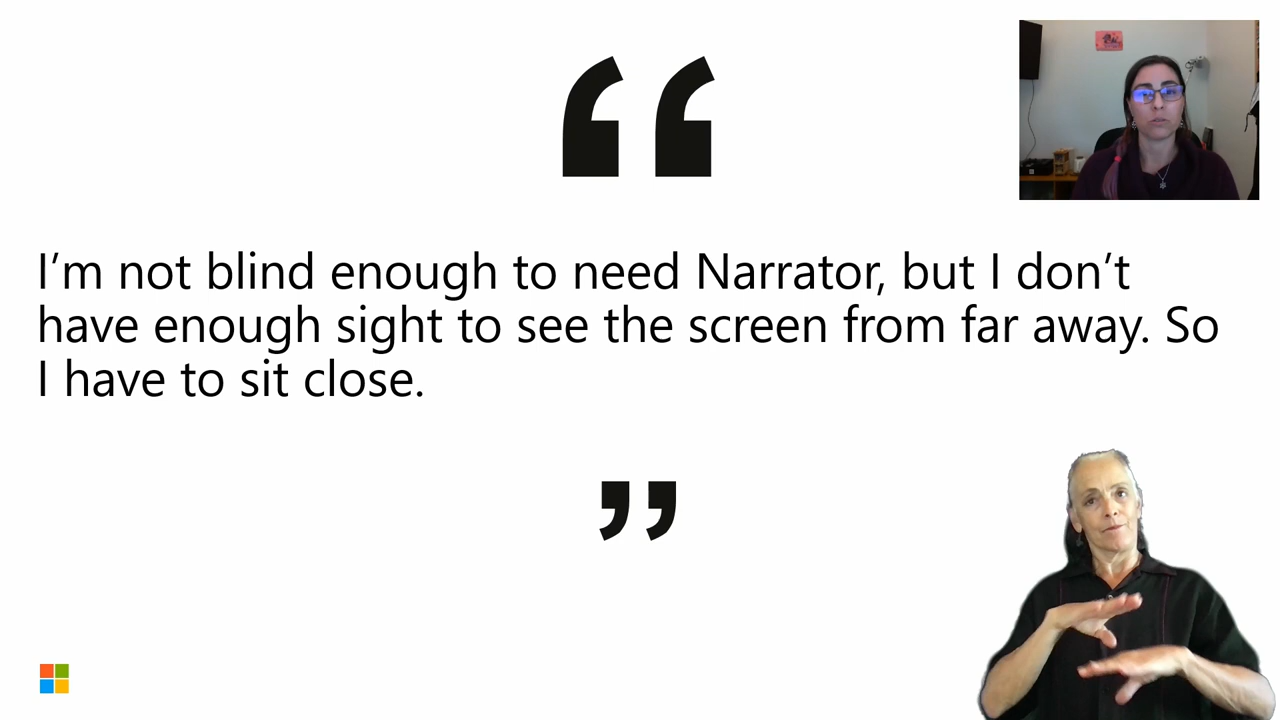 “
I’m not blind enough to need Narrator, but I don’t
have enough sight to see the screen from far away. So
I have to sit close.
”